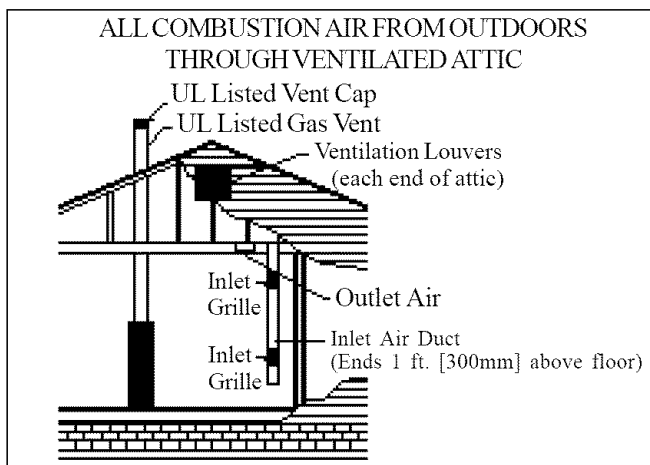 ALL COMBUSTION AIR FROM OUTDOORS
THROUGH VENTILATED ATTIC
UL Listed Vent Cap
UL Listed Gas Vent
Ventilation Louvers
(each end of attic)
Inlet
Grille
Outlet Air
Inlet Air Duct
(Ends 1 ft. [300mm] above floor)
Inlet
Grille